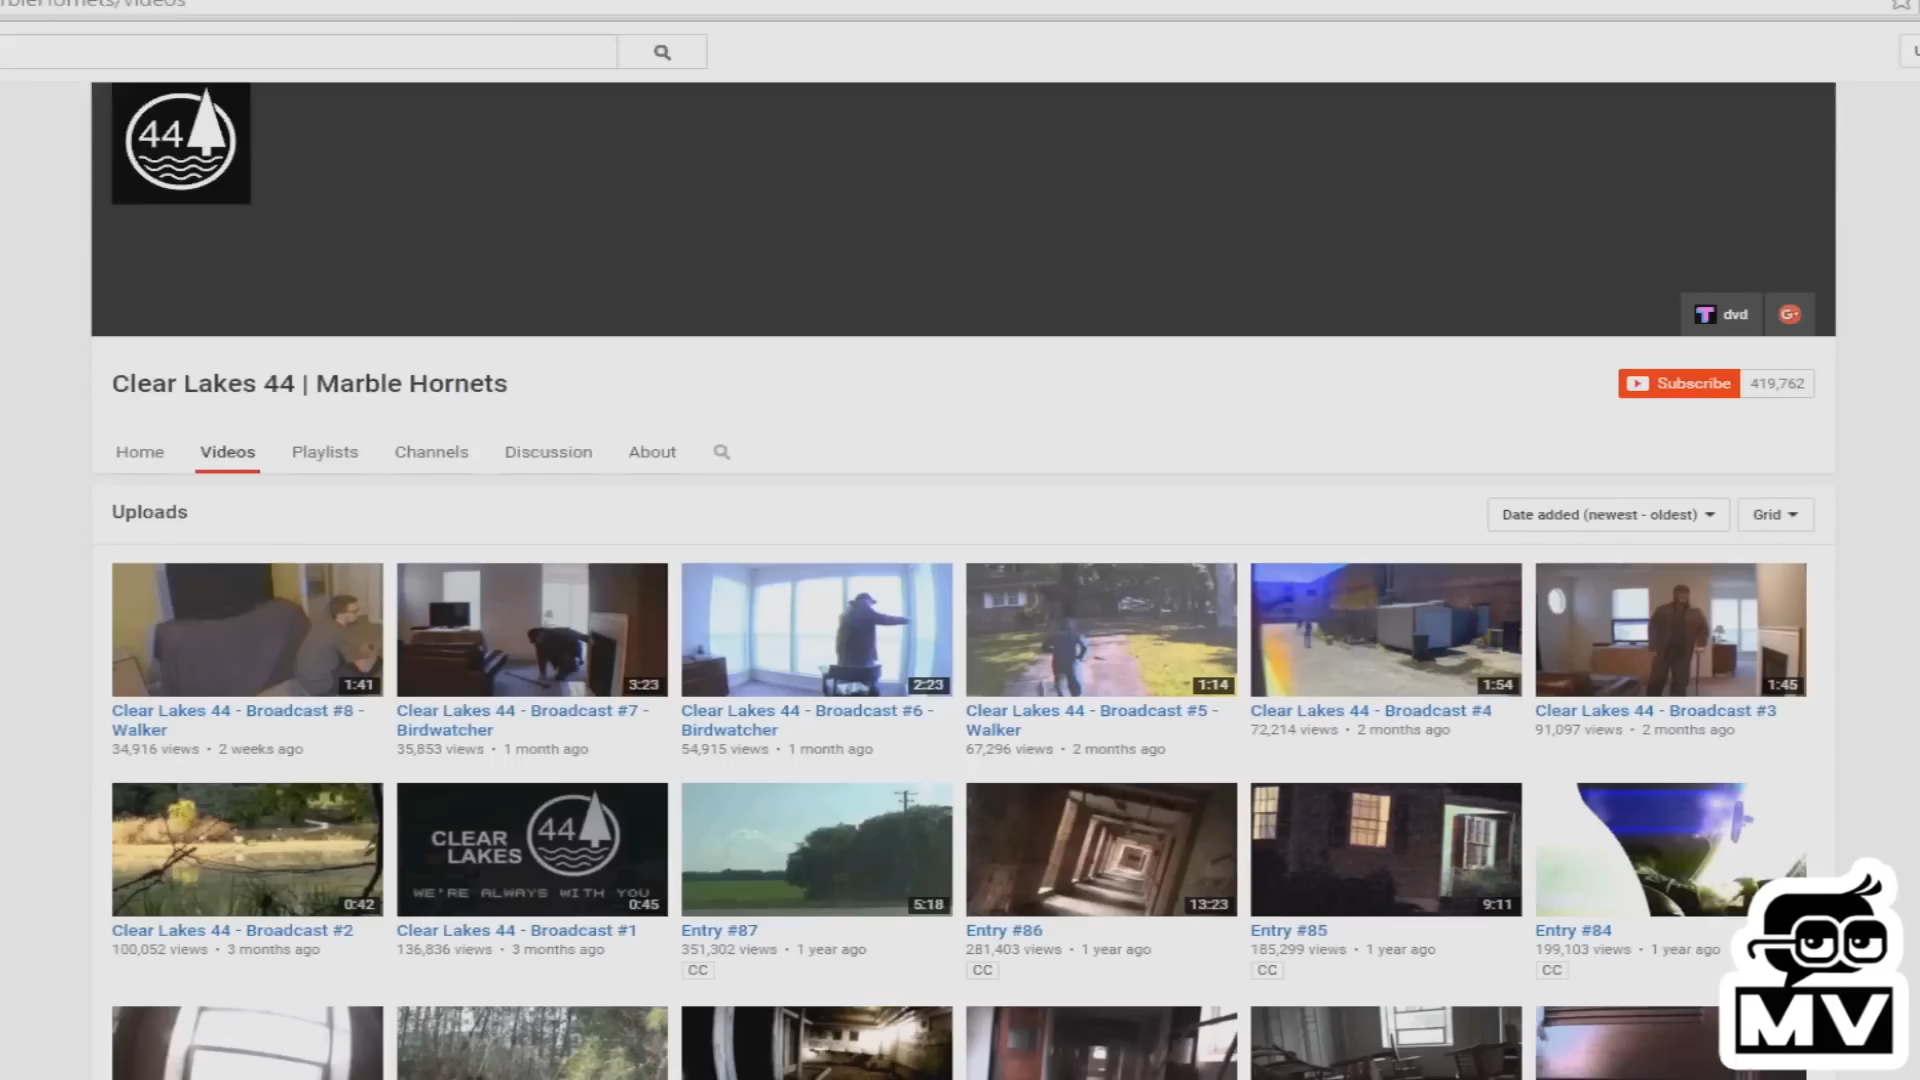 44
dvd
G+
Clear Lakes 44 | Marble Hornets
Subscribe 419,762
Home Videos Playlists Channels Discussion About
Uploads
Date added (newest - oldest) Grid
1:41 3:23 2:23 1:14 1:54 1:45
Clear Lakes 44 - Broadcast #8 -
Walker
34,916 views • 2 weeks ago
Clear Lakes 44 - Broadcast #7 -
Birdwatcher
35,853 views • 1 month ago
Clear Lakes 44 - Broadcast #6 -
Birdwatcher
54,915 views • 1 month ago
Clear Lakes 44 - Broadcast #5 -
Walker
67,296 views • 2 months ago
Clear Lakes 44 - Broadcast #4
72,214 views • 2 months ago
Clear Lakes 44 - Broadcast #3
91,097 views • 2 months ago
CLEAR 44
LAKES
WE'RE ALWAYS WITH YOU
0:42 0:45 5:18 13:23 9:11
Clear Lakes 44 - Broadcast #2
100,052 views • 3 months ago
Clear Lakes 44 - Broadcast #1
136,836 views • 3 months ago
Entry #87
351,302 views • 1 year ago
CC
Entry #86
281,403 views • 1 year ago
CC
Entry #85
185,299 views • 1 year ago
CC
Entry #84
199,103 views • 1 year ago
CC
MV